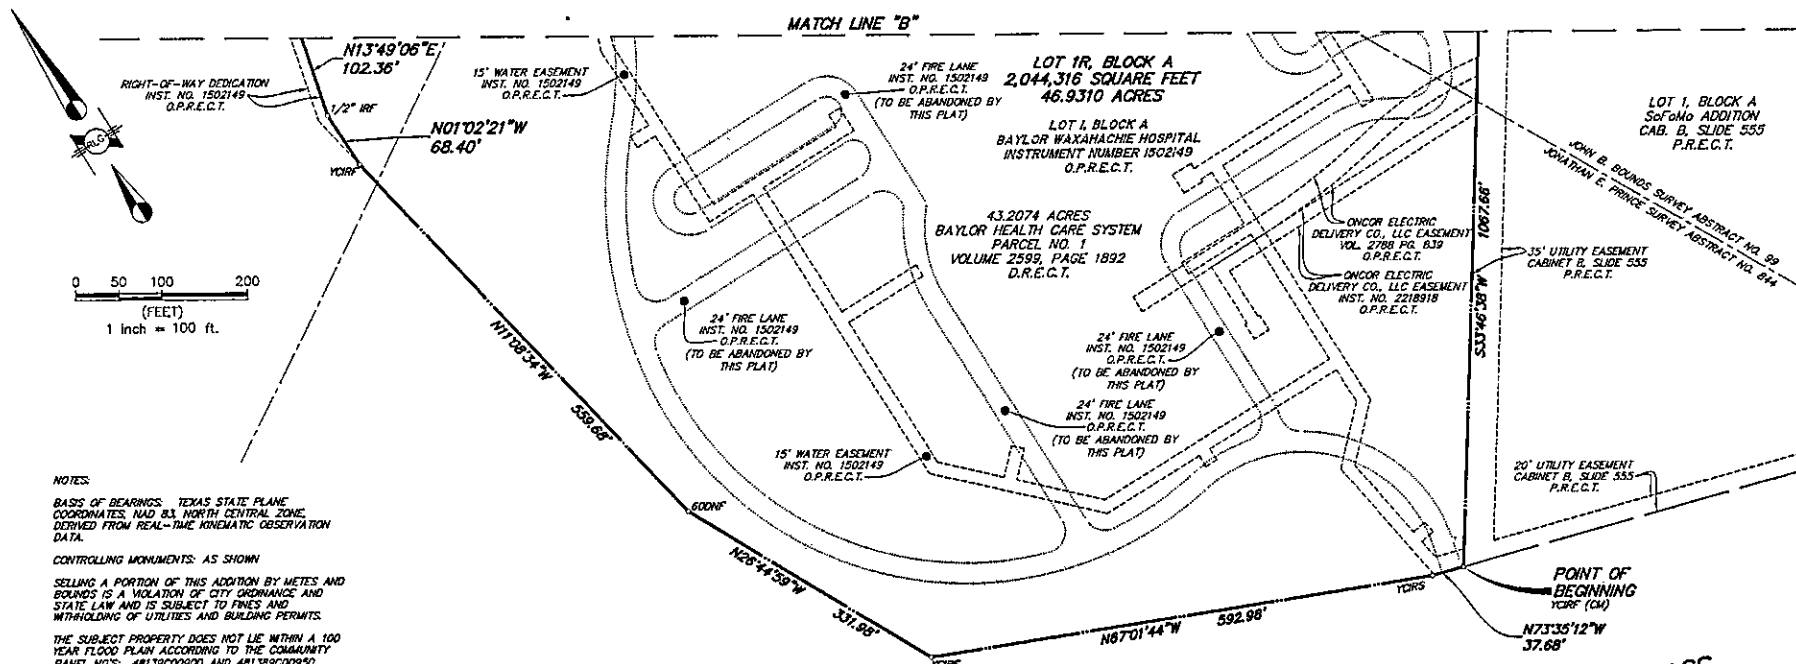 MATCH LINE "B"
N13°49'06"E
102.36'
RIGHT-OF-WAY DEDICATION
INST. NO. 1502149
O.P.R.E.C.T.
1/2" IRF
N01°02'21"W
68.40'
YCIRF
RLG
0 50 100 200
(FEET)
1 inch = 100 ft.
15' WATER EASEMENT
INST. NO. 1502149
O.P.R.E.C.T.
24' FIRE LANE
INST. NO. 1502149
O.P.R.E.C.T.
(TO BE ABANDONED BY
THIS PLAT)
LOT 1R, BLOCK A
2,044,316 SQUARE FEET
46.9310 ACRES
LOT 1, BLOCK A
BAYLOR WAXAHACHIE HOSPITAL
INSTRUMENT NUMBER 1502149
O.P.R.E.C.T.
LOT 1, BLOCK A
SoFoMo ADDITION
CAB. B, SLIDE 555
P.R.E.C.T.
JOHN B. BOUNDS SURVEY ABSTRACT NO. 99
JONATHAN E. PRINCE SURVEY ABSTRACT NO. 844
43.2074 ACRES
BAYLOR HEALTH CARE SYSTEM
PARCEL NO. 1
VOLUME 2599, PAGE 1892
D.R.E.C.T.
ONCOR ELECTRIC
DELIVERY CO., LLC EASEMENT
VOL. 2788 PG. 839
O.P.R.E.C.T.
ONCOR ELECTRIC
DELIVERY CO., LLC EASEMENT
INST. NO. 2218918
O.P.R.E.C.T.
1067.66'
S33°46'38"W
35' UTILITY EASEMENT
CABINET B, SLIDE 555
P.R.E.C.T.
24' FIRE LANE
INST. NO. 1502149
O.P.R.E.C.T.
(TO BE ABANDONED BY
THIS PLAT)
24' FIRE LANE
INST. NO. 1502149
O.P.R.E.C.T.
(TO BE ABANDONED BY
THIS PLAT)
24' FIRE LANE
INST. NO. 1502149
O.P.R.E.C.T.
(TO BE ABANDONED BY
THIS PLAT)
N11°08'34"W
559.68'
15' WATER EASEMENT
INST. NO. 1502149
O.P.R.E.C.T.
20' UTILITY EASEMENT
CABINET B, SLIDE 555
P.R.E.C.T.
60DNF
N26°44'59"W
331.98'
YCIRF
N67°01'44"W 592.98'
YCIRS
POINT OF
BEGINNING
YCIRF (CM)
N73°35'12"W
37.68'
NOTES:
BASIS OF BEARINGS: TEXAS STATE PLANE
COORDINATES, NAD 83, NORTH CENTRAL ZONE,
DERIVED FROM REAL-TIME KINEMATIC OBSERVATION
DATA.
CONTROLLING MONUMENTS: AS SHOWN
SELLING A PORTION OF THIS ADDITION BY METES AND
BOUNDS IS A VIOLATION OF CITY ORDINANCE AND
STATE LAW AND IS SUBJECT TO FINES AND
WITHHOLDING OF UTILITIES AND BUILDING PERMITS.
THE SUBJECT PROPERTY DOES NOT LIE WITHIN A 100
YEAR FLOOD PLAIN ACCORDING TO THE COMMUNITY